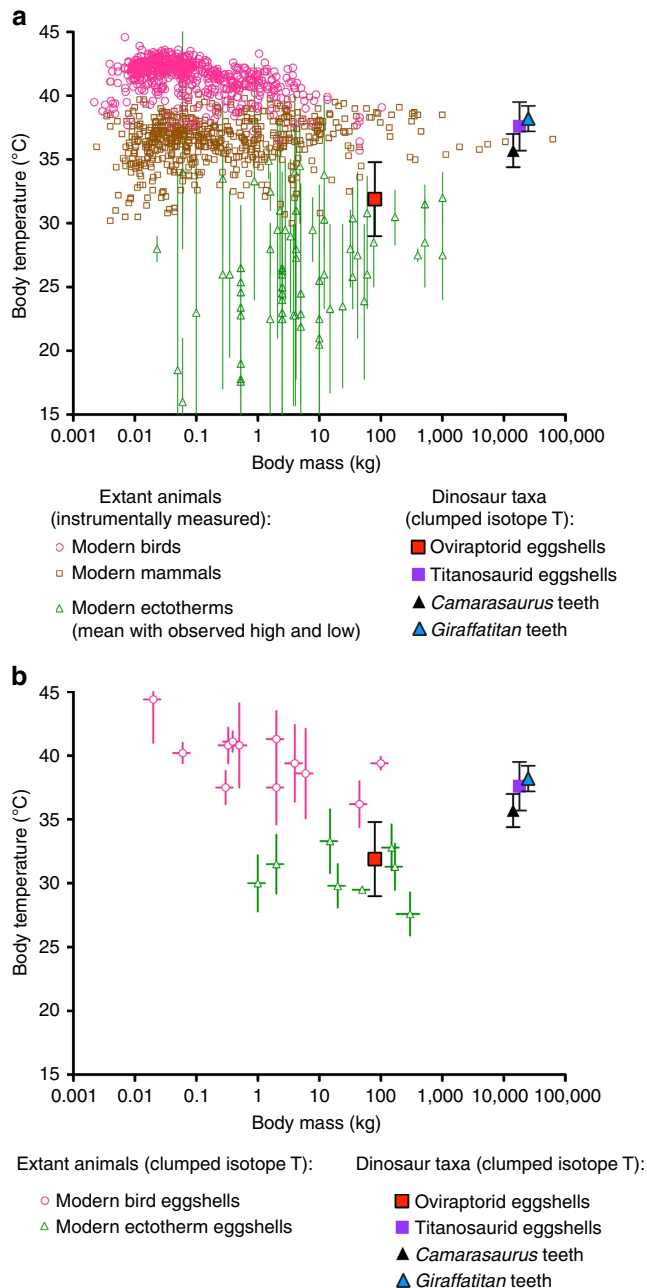 a
45
40
35
30
25
20
15
Body temperature (°C)
0.001
0.01
0.1
1
10
100
1,000
10,000
100,000
Body mass (kg)
Extant animals
(instrumentally measured):
Modern birds
Modern mammals
Modern ectotherms
(mean with observed high and low)
Dinosaur taxa
(clumped isotope T):
Oviraptorid eggshells
Titanosaurid eggshells
Camarasaurus teeth
Giraffatitan teeth
b
45
40
35
30
25
20
15
Body temperature (°C)
0.001
0.01
0.1
1
10
100
1,000
10,000
100,000
Body mass (kg)
Extant animals (clumped isotope T):
Modern bird eggshells
Modern ectotherm eggshells
Dinosaur taxa (clumped isotope T):
Oviraptorid eggshells
Titanosaurid eggshells
Camarasaurus teeth
Giraffatitan teeth